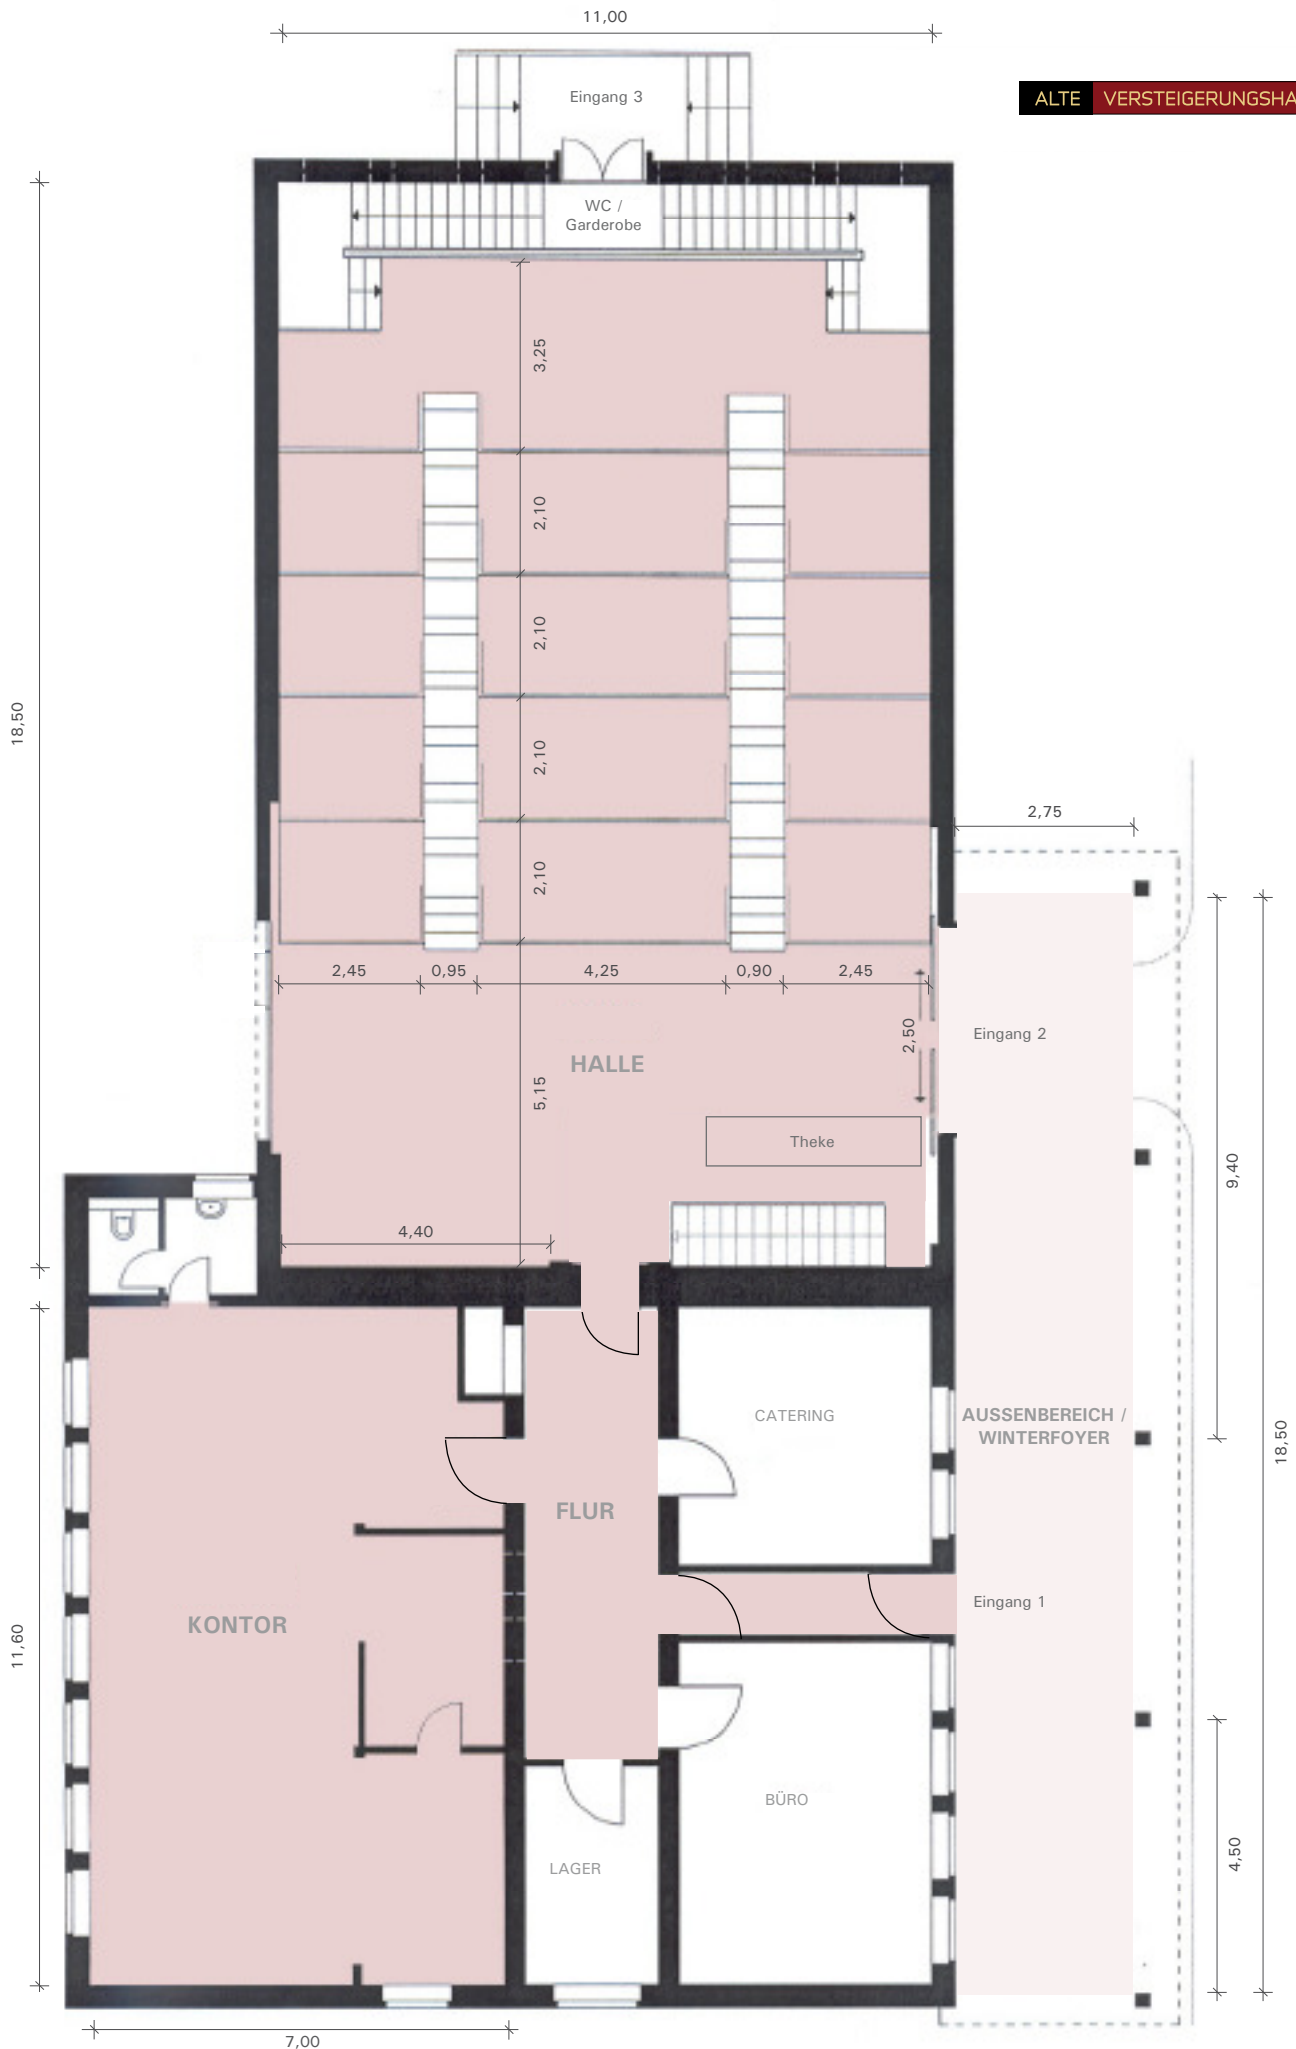 11,00
Eingang 3
ALTE VERSTEIGERUNGSHA
WC /
Garderobe
3,25
2,10
2,10
18,50
2,10
2,75
2,10
2,45 0,95 4,25 0,90 2,45
2,50
Eingang 2
HALLE
5,15
Theke
9,40
4,40
CATERING
AUSSENBEREICH /
WINTERFOYER
18,50
FLUR
Eingang 1
KONTOR
11,60
BÜRO
4,50
LAGER
7,00